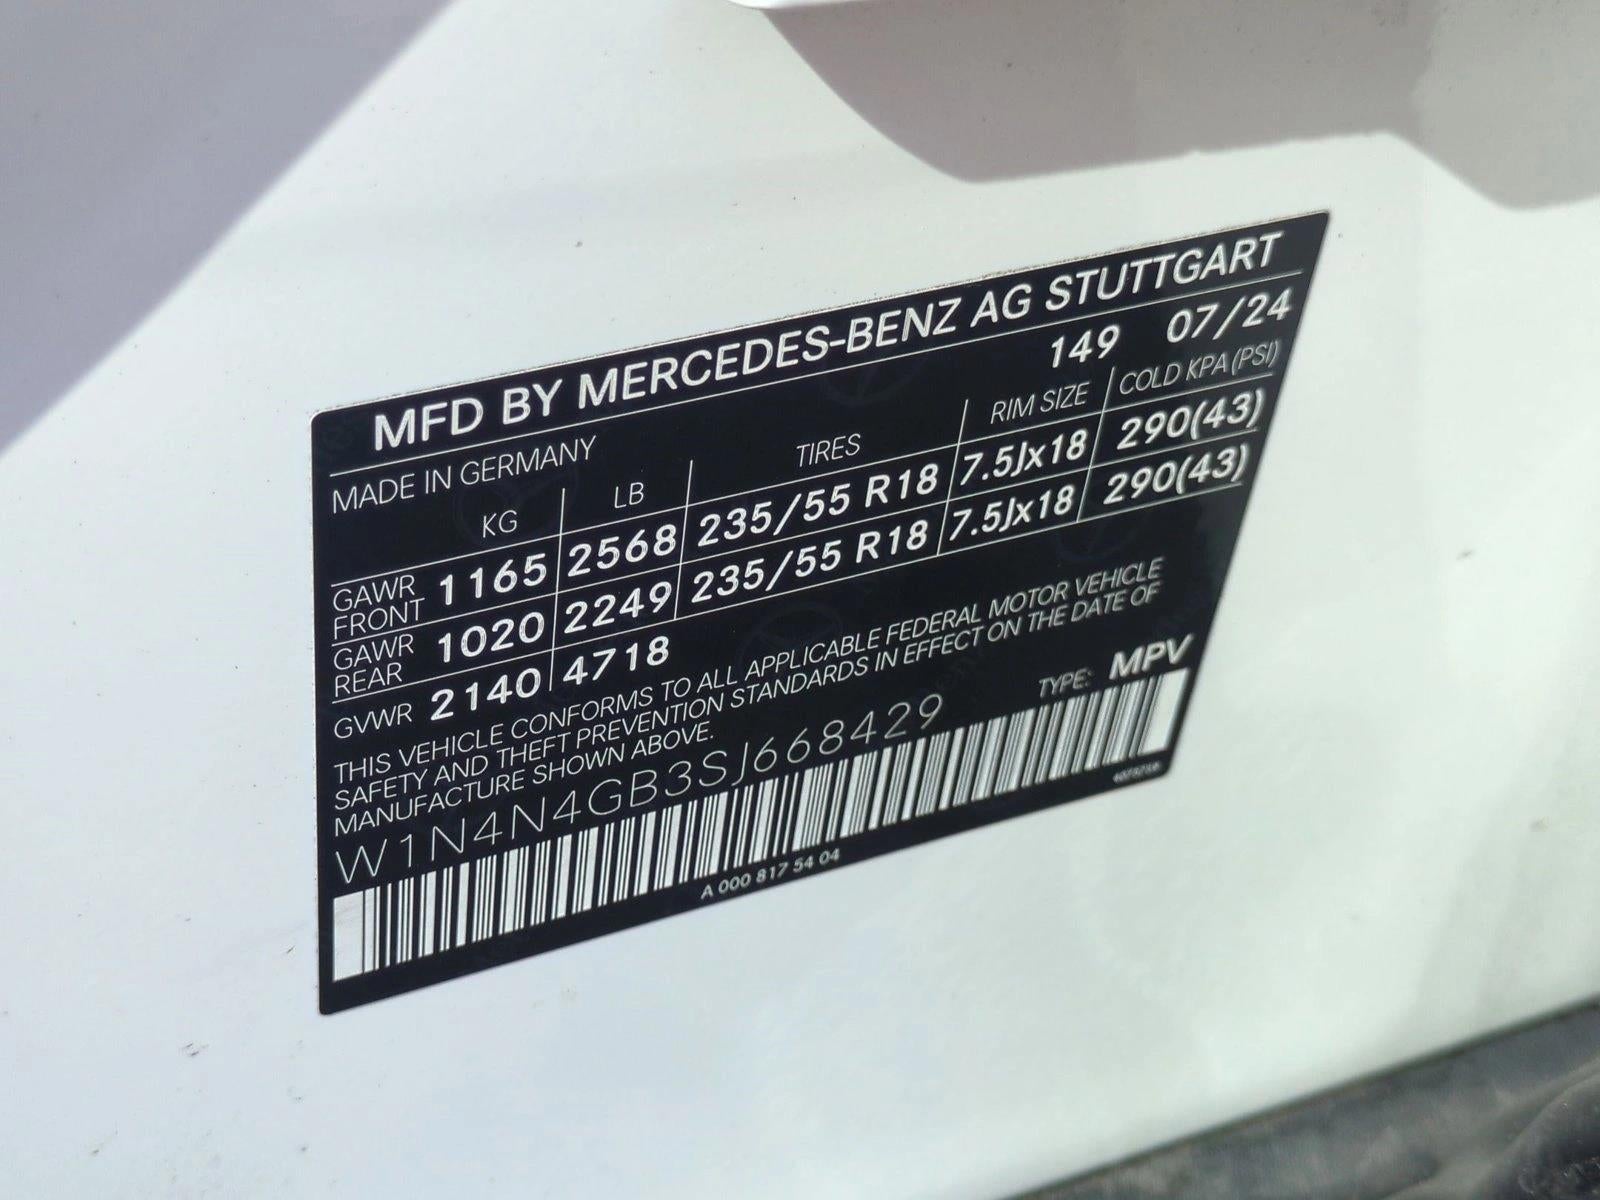 MFD BY MERCEDES-BENZ AG STUTTGART
MADE IN GERMANY 149 07/24
KG LB TIRES RIM SIZE COLD KPA (PSI)
GAWR FRONT 1165 2568 235/55 R18 7.5Jx18 290(43)
GAWR REAR 1020 2249 235/55 R18 7.5Jx18 290(43)
GVWR 2140 4718
THIS VEHICLE CONFORMS TO ALL APPLICABLE FEDERAL MOTOR VEHICLE
SAFETY AND THEFT PREVENTION STANDARDS IN EFFECT ON THE DATE OF
MANUFACTURE SHOWN ABOVE.
TYPE: MPV
W1N4N4GB3SJ668429
A 000 817 54 04